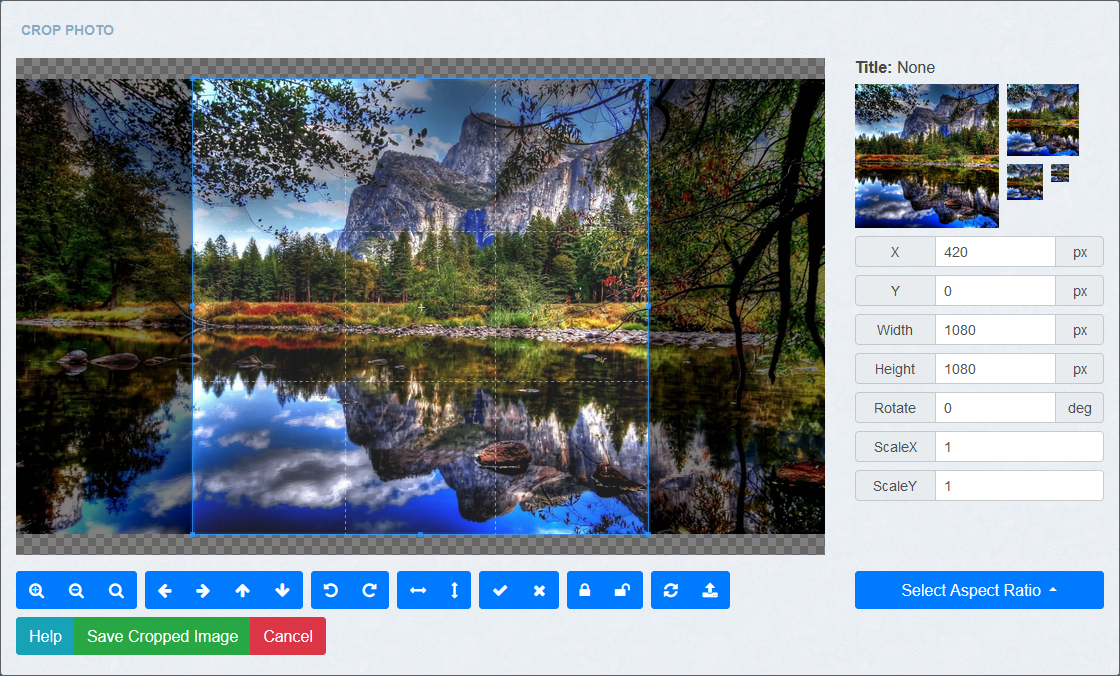 CROP PHOTO
Title: None
X 420 px
Y 0 px
Width 1080 px
Height 1080 px
Rotate 0 deg
ScaleX 1
ScaleY 1
Select Aspect Ratio
Help Save Cropped Image Cancel